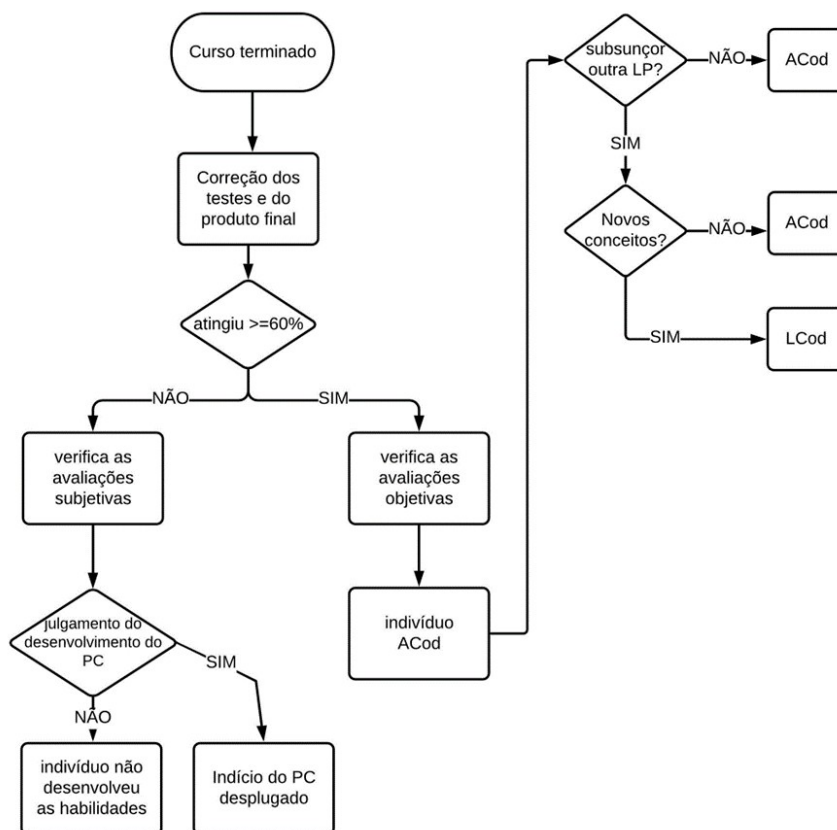 Curso terminado
Correção dos
testes e do
produto final
atingiu >=60%
NÃO
SIM
verifica as
avaliações
subjetivas
verifica as
avaliações
objetivas
julgamento do
desenvolvimento do
PC
SIM
NÃO
indivíduo não
desenvolveu
as habilidades
Indício do PC
desplugado
indivíduo
ACod
subsunçor
outra LP?
NÃO
ACod
SIM
Novos
conceitos?
NÃO
ACod
SIM
LCod